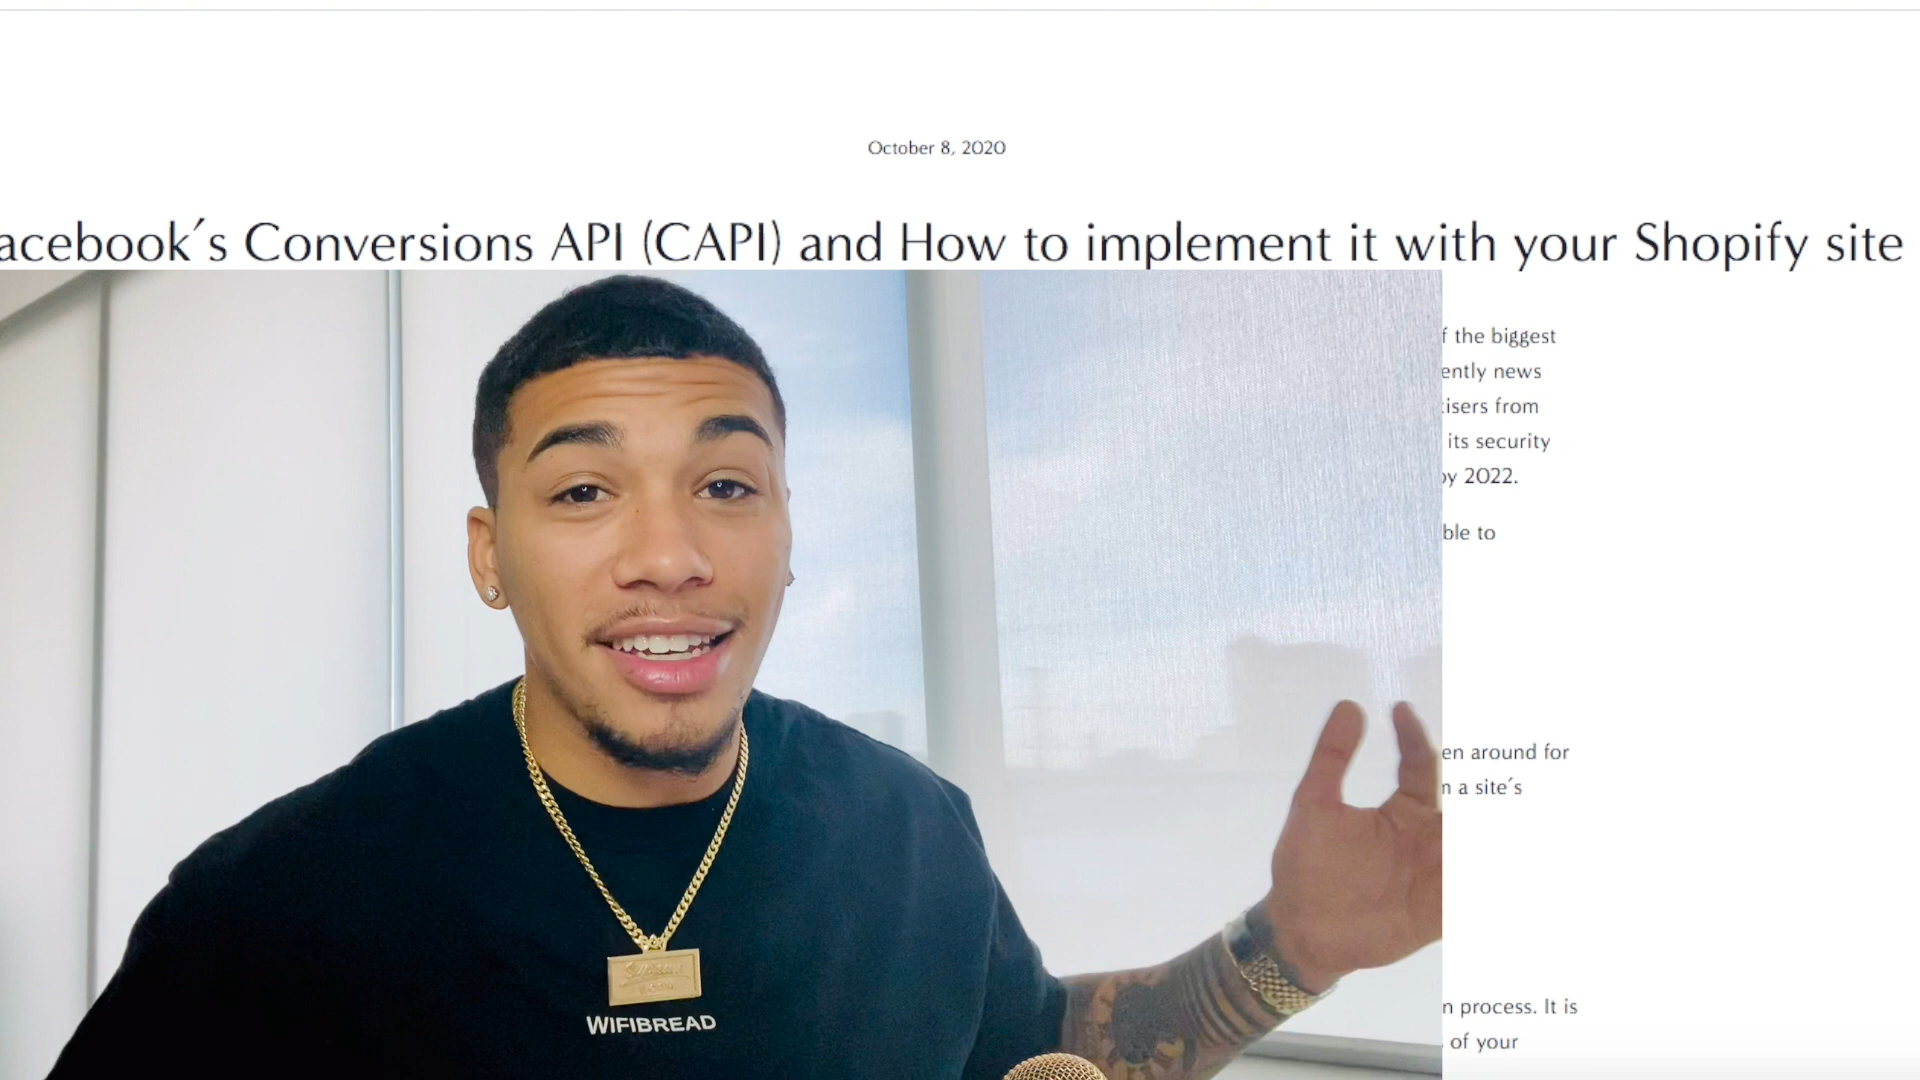 October 8, 2020
acebook´s Conversions API (CAPI) and How to implement it with your Shopify site
f the biggest
ently news
tisers from
its security
by 2022.
ble to
en around for
n a site´s
n process. It is
of your
WIFIBREAD